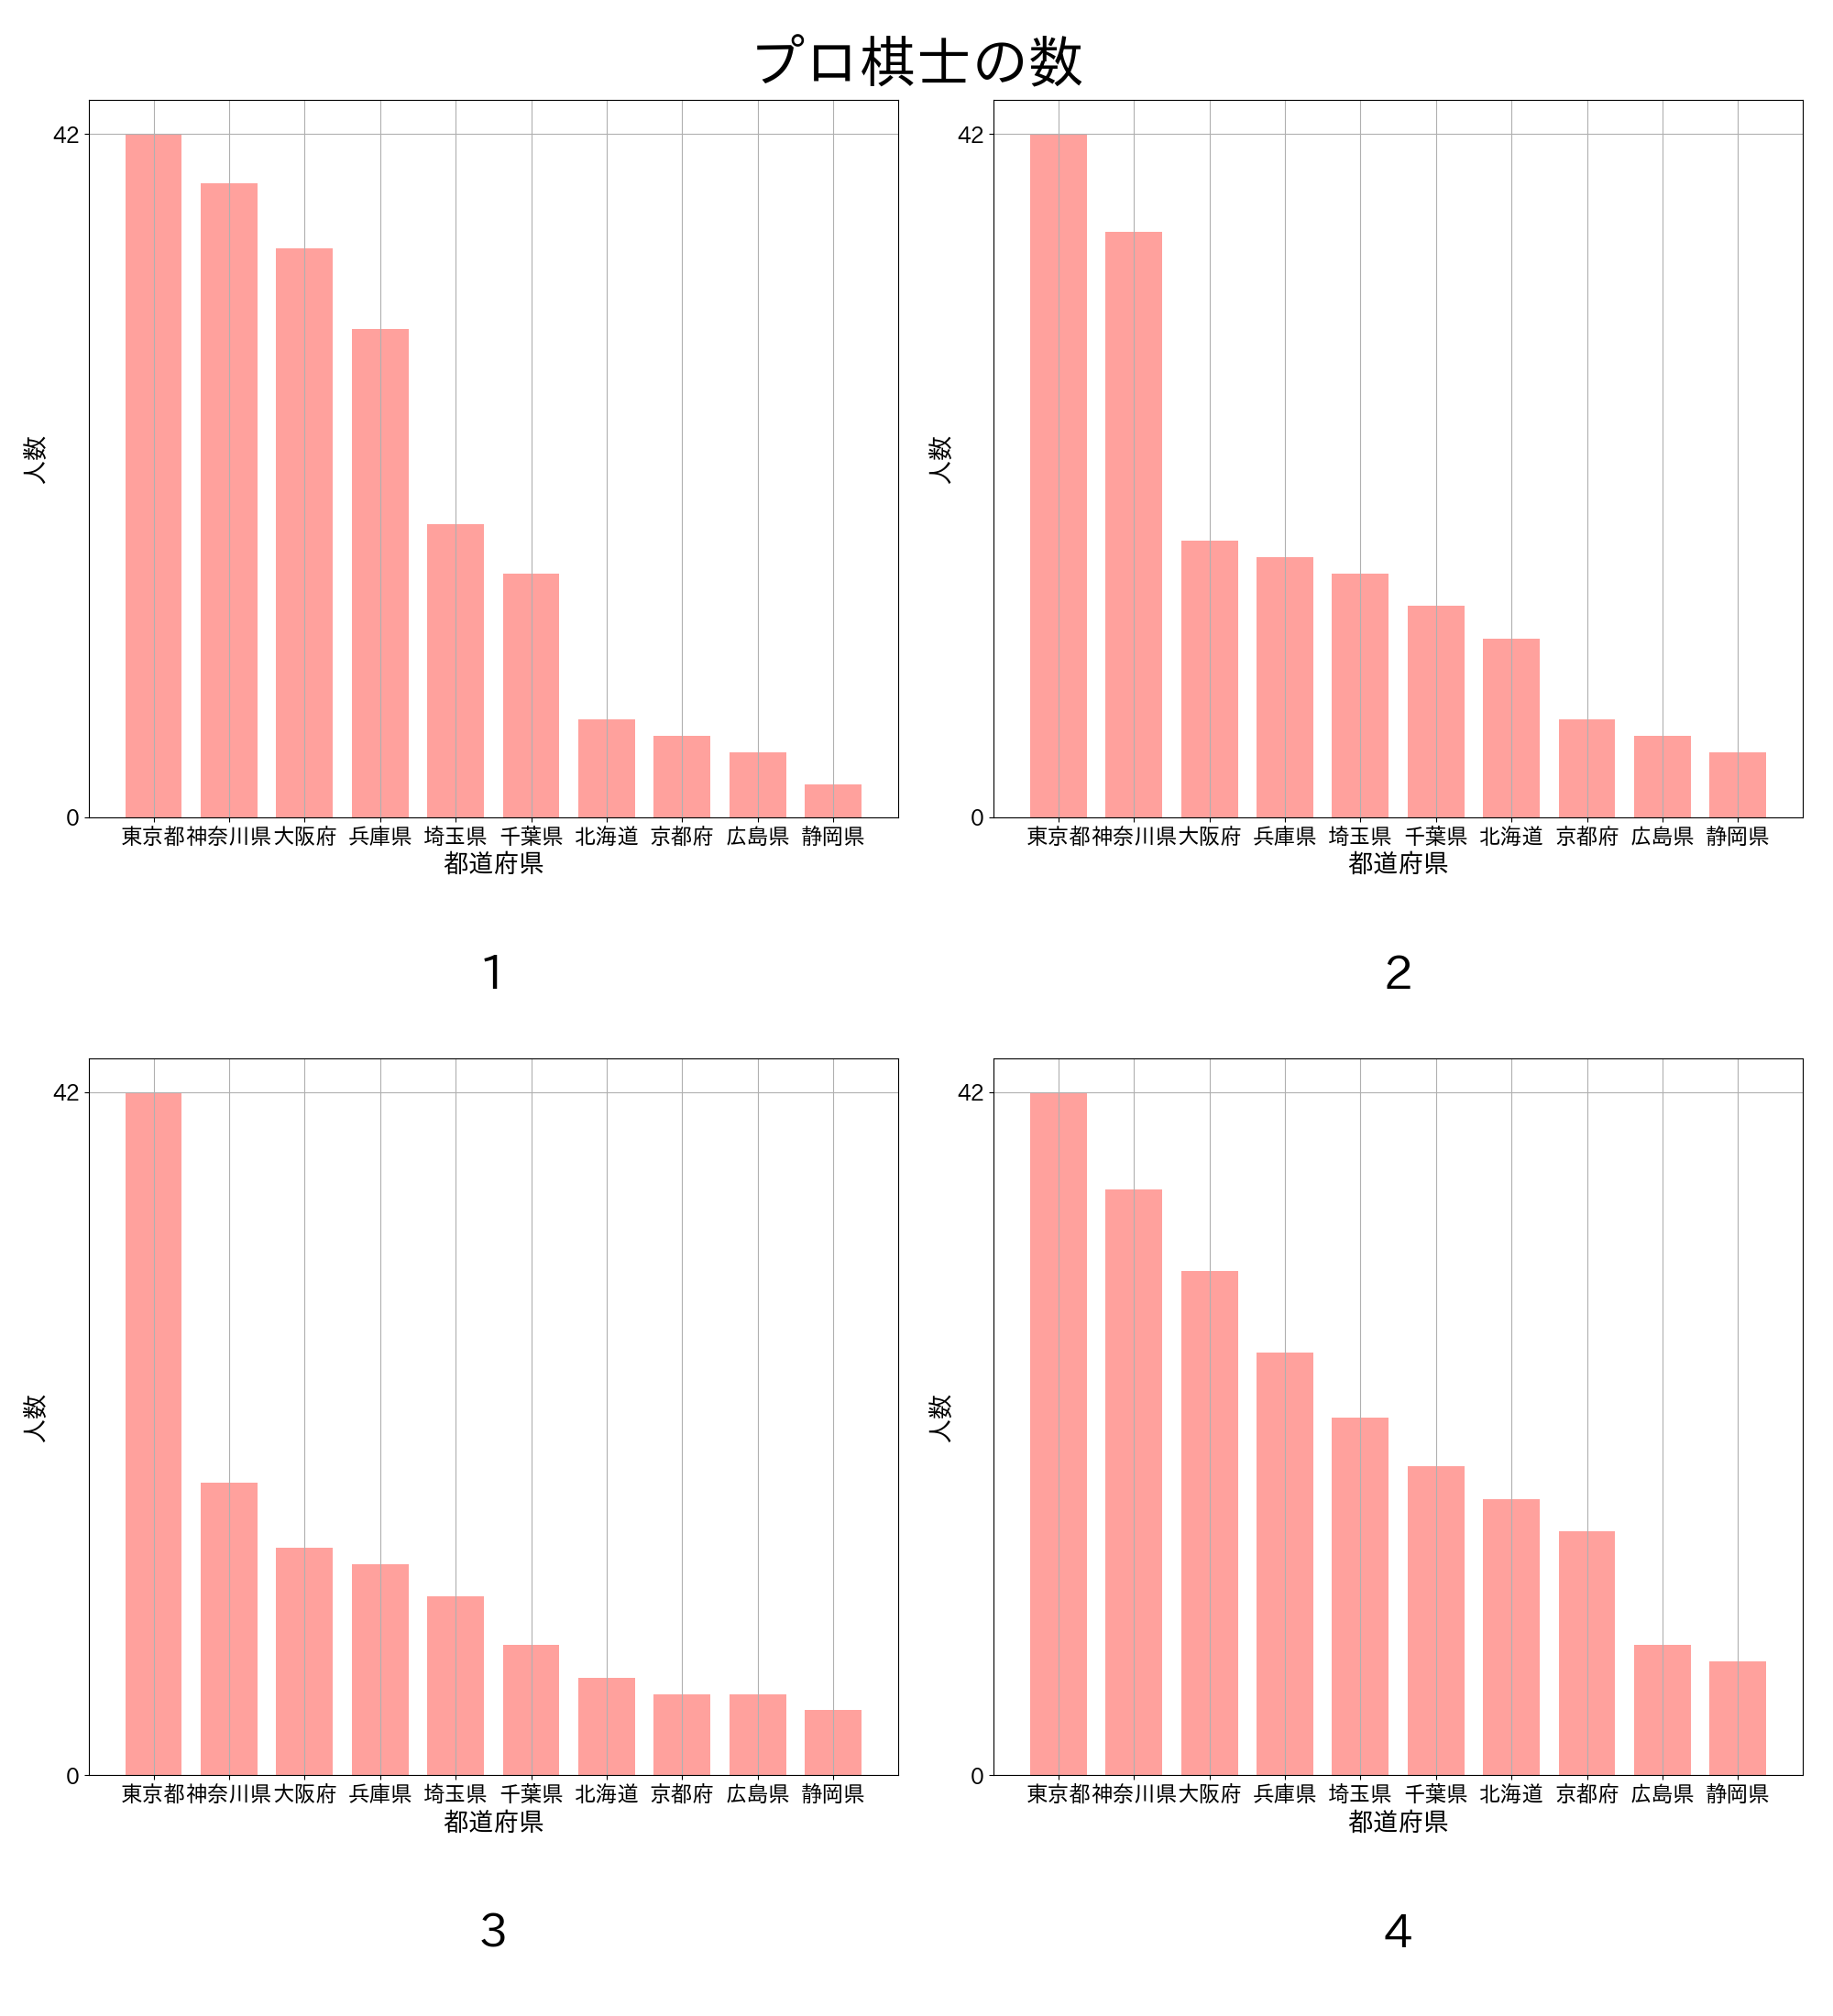 プロ棋士の数
42
0
人数
東京都 神奈川県 大阪府 兵庫県 埼玉県 千葉県 北海道 京都府 広島県 静岡県
都道府県
1
42
0
人数
東京都 神奈川県 大阪府 兵庫県 埼玉県 千葉県 北海道 京都府 広島県 静岡県
都道府県
2
42
0
人数
東京都 神奈川県 大阪府 兵庫県 埼玉県 千葉県 北海道 京都府 広島県 静岡県
都道府県
3
42
0
人数
東京都 神奈川県 大阪府 兵庫県 埼玉県 千葉県 北海道 京都府 広島県 静岡県
都道府県
4